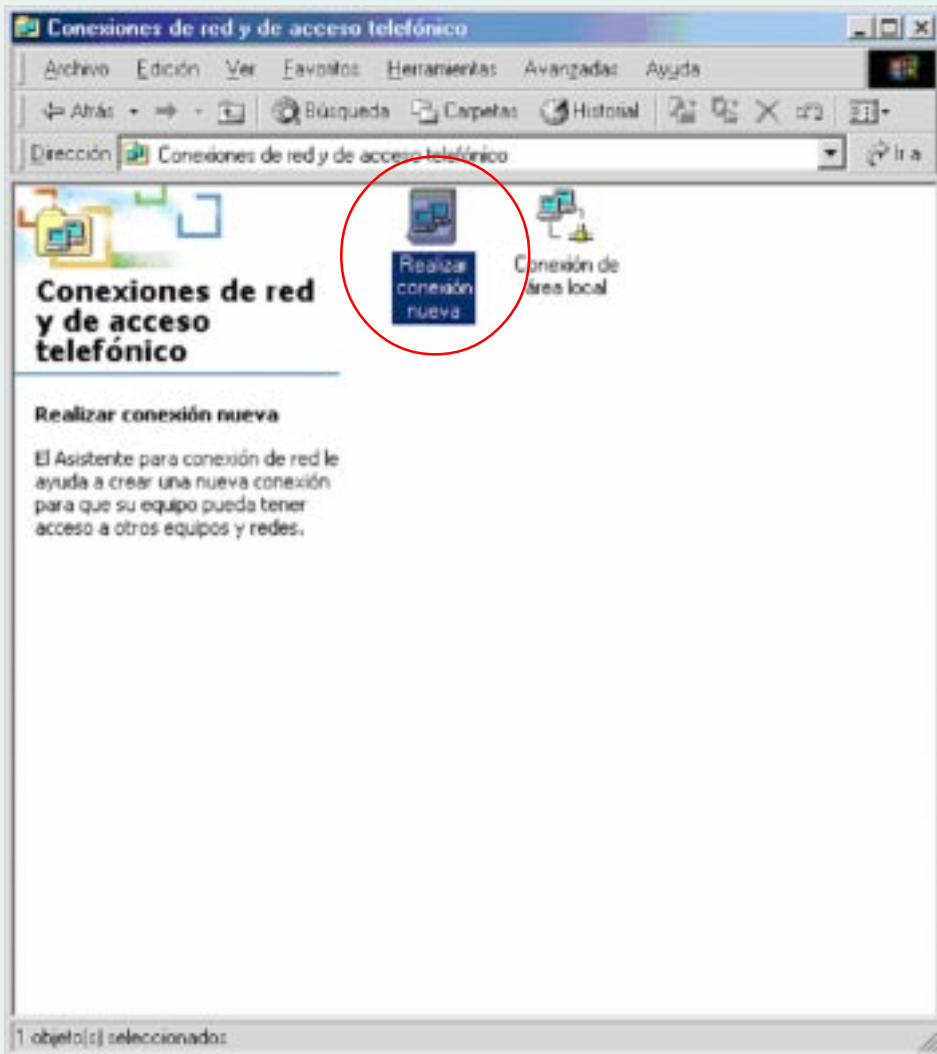 Conexiones de red y de acceso telefónico
Archivo Edición Ver Favoritos Herramientas Avanzadas Ayuda
Atrás Búsqueda Carpetas Historial
Dirección Conexiones de red y de acceso telefónico Ir a
Conexiones de red
y de acceso
telefónico
Realizar conexión nueva
El Asistente para conexión de red le
ayuda a crear una nueva conexión
para que su equipo pueda tener
acceso a otros equipos y redes.
Realizar
conexión
nueva
Conexión de
área local
1 objeto(s) seleccionados